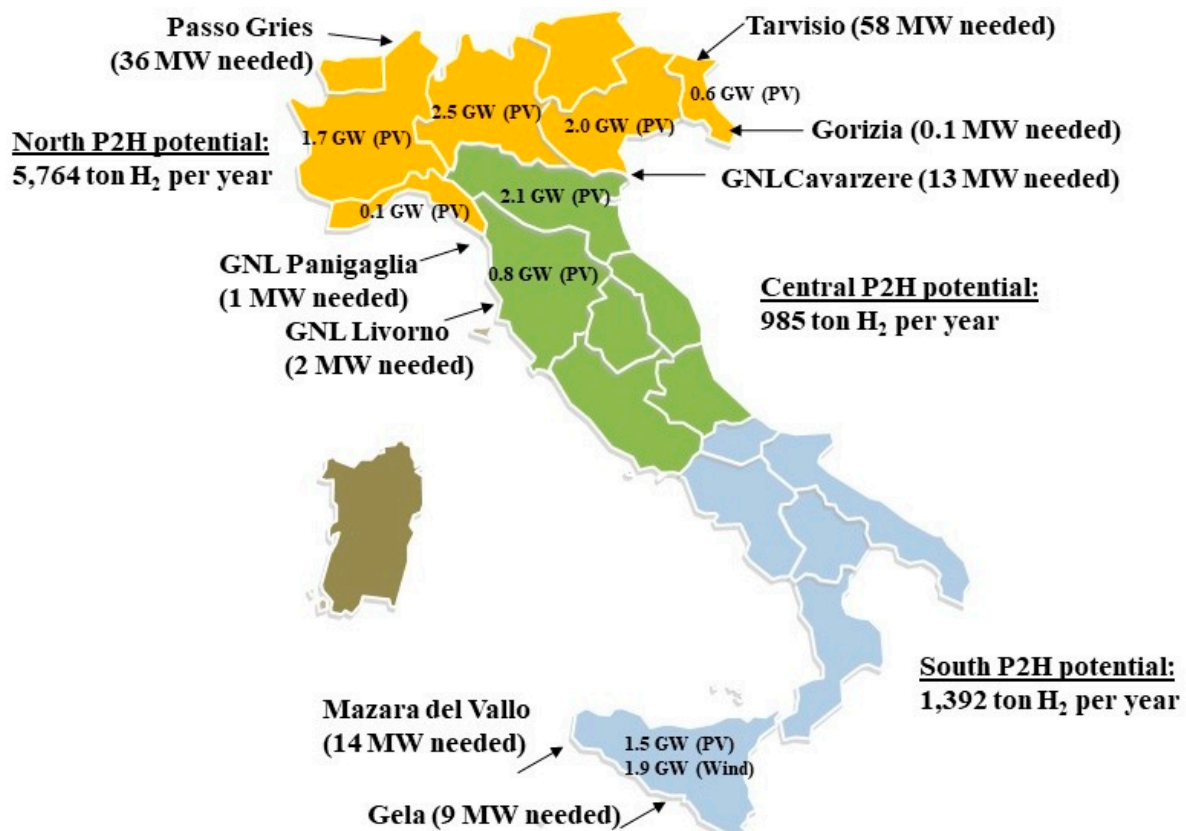 Passo Gries
(36 MW needed)
Tarvisio (58 MW needed)
0.6 GW (PV)
2.5 GW (PV)
2.0 GW (PV)
1.7 GW (PV)
Gorizia (0.1 MW needed)
North P2H potential:
5,764 ton H₂ per year
GNLCavarzere (13 MW needed)
2.1 GW (PV)
0.1 GW (PV)
GNL Panigaglia
(1 MW needed)
0.8 GW (PV)
GNL Livorno
(2 MW needed)
Central P2H potential:
985 ton H₂ per year
South P2H potential:
1,392 ton H₂ per year
Mazara del Vallo
(14 MW needed)
1.5 GW (PV)
1.9 GW (Wind)
Gela (9 MW needed)